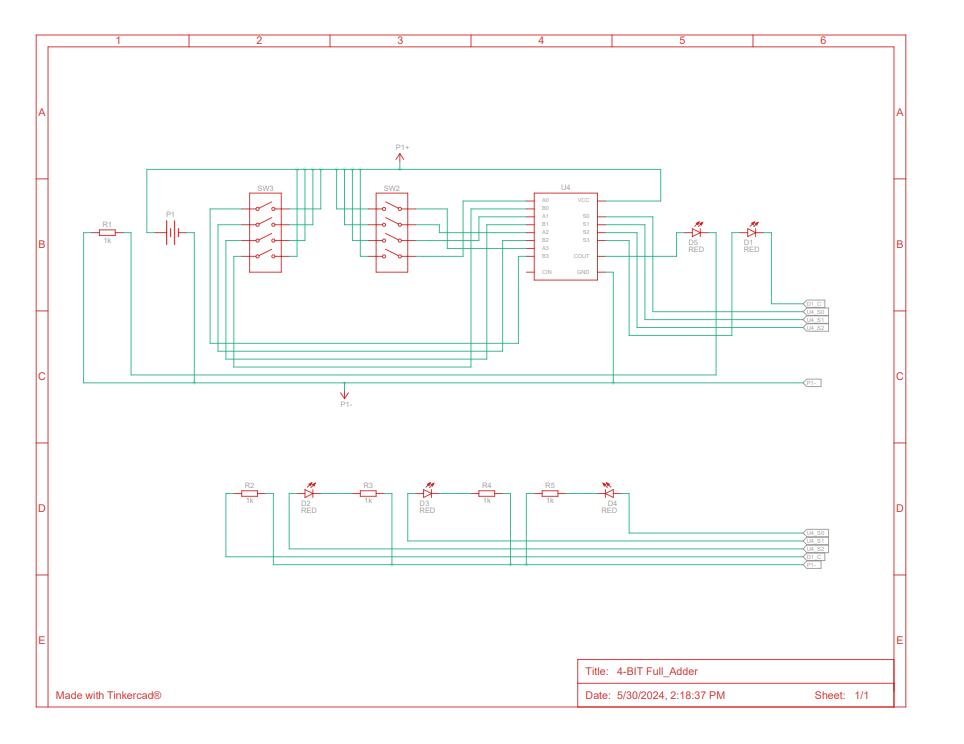 1 2 3 4 5 6
A A
P1+
SW3 SW2 U4
R1 P1
1k
A0 VCC
B0
A1 S0
B1 S1
A2 S2
B2 S3
A3
B3 COUT
CIN GND
D5 D1
RED RED
B B
D1_C
U4_S0
U4_S1
U4_S2
C C
P1-
P1-
R2 D2 R3 D3 R4 R5 D4
1k RED 1k RED 1k 1k RED
D D
U4_S0
U4_S1
U4_S2
D1_C
P1-
E E
Title: 4-BIT Full_Adder
Made with Tinkercad®
Date: 5/30/2024, 2:18:37 PM Sheet: 1/1